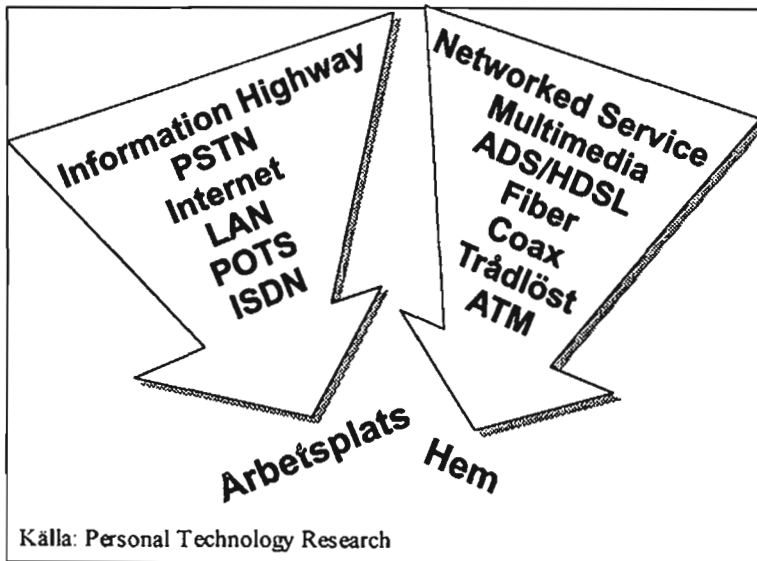 Information Highway
PSTN
Internet
LAN
POTS
ISDN
Networked Service
Multimedia
ADS/HDSL
Fiber
Coax
Trådlöst
ATM
Arbetsplats
Hem
Källa: Personal Technology Research